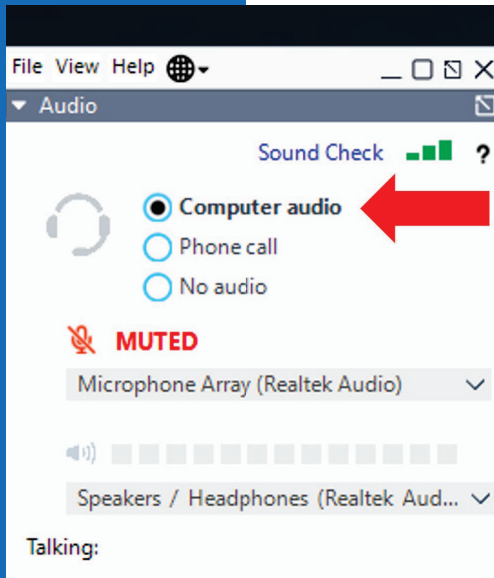 File View Help
Audio
Sound Check ?
Computer audio
Phone call
No audio
MUTED
Microphone Array (Realtek Audio)
Speakers / Headphones (Realtek Aud...
Talking: